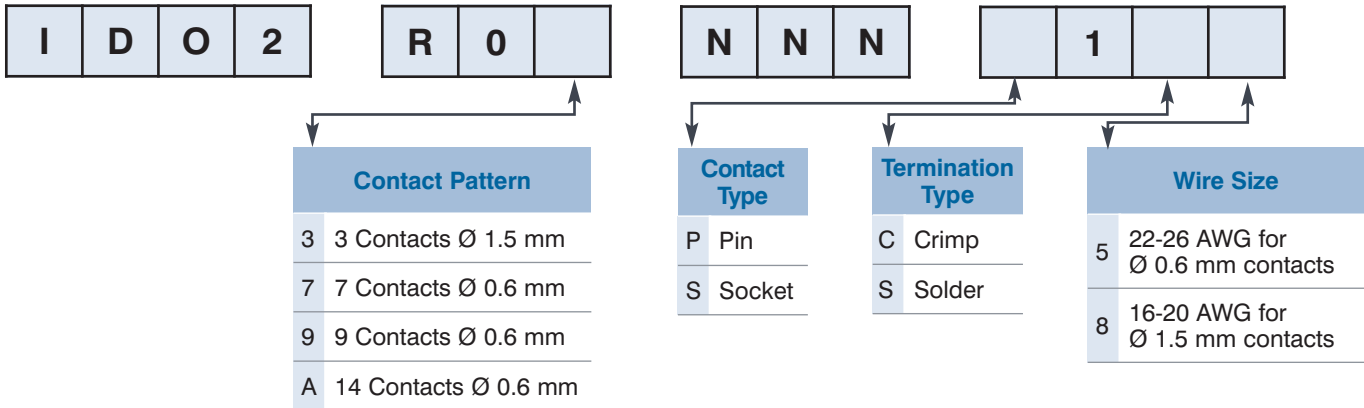 I D O 2 R 0 N N N 1
Contact Pattern
3 3 Contacts Ø 1.5 mm
7 7 Contacts Ø 0.6 mm
9 9 Contacts Ø 0.6 mm
A 14 Contacts Ø 0.6 mm
Contact
Type
P Pin
S Socket
Termination
Type
C Crimp
S Solder
Wire Size
5 22-26 AWG for
Ø 0.6 mm contacts
8 16-20 AWG for
Ø 1.5 mm contacts